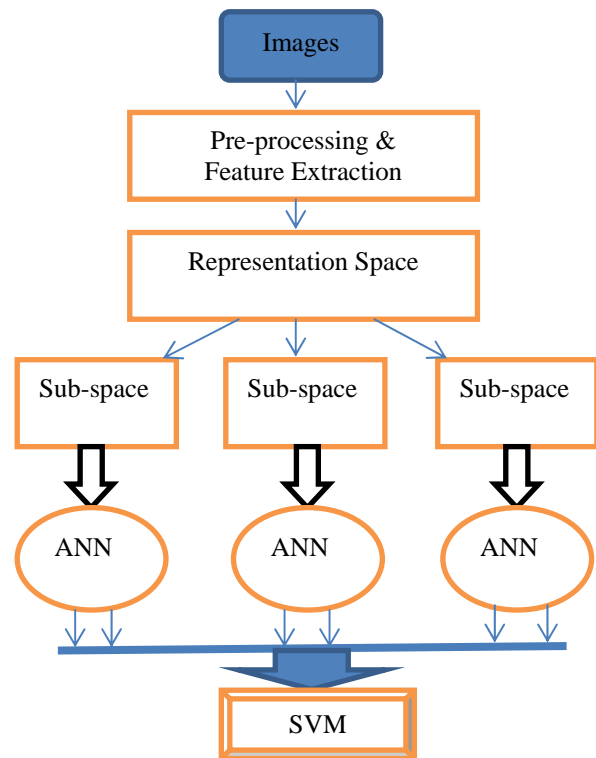 Images
Pre-processing &
Feature Extraction
Representation Space
Sub-space
Sub-space
Sub-space
ANN
ANN
ANN
SVM